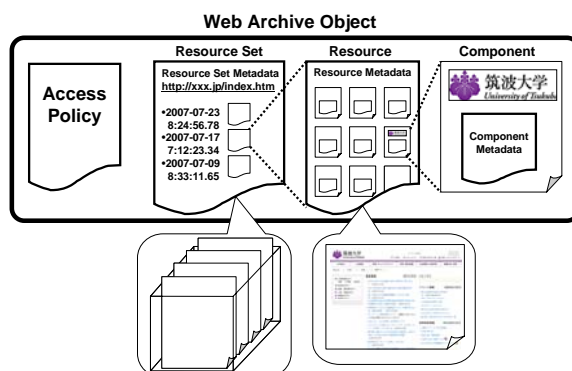 Web Archive Object
Resource Set
Resource
Component
Access
Policy
Resource Set Metadata
http://xxx.jp/index.htm
•2007-07-23
8:24:56.78
•2007-07-17
7:12:23.34
•2007-07-09
8:33:11.65
Resource Metadata
筑波大学
University of Tsukuba
Component
Metadata